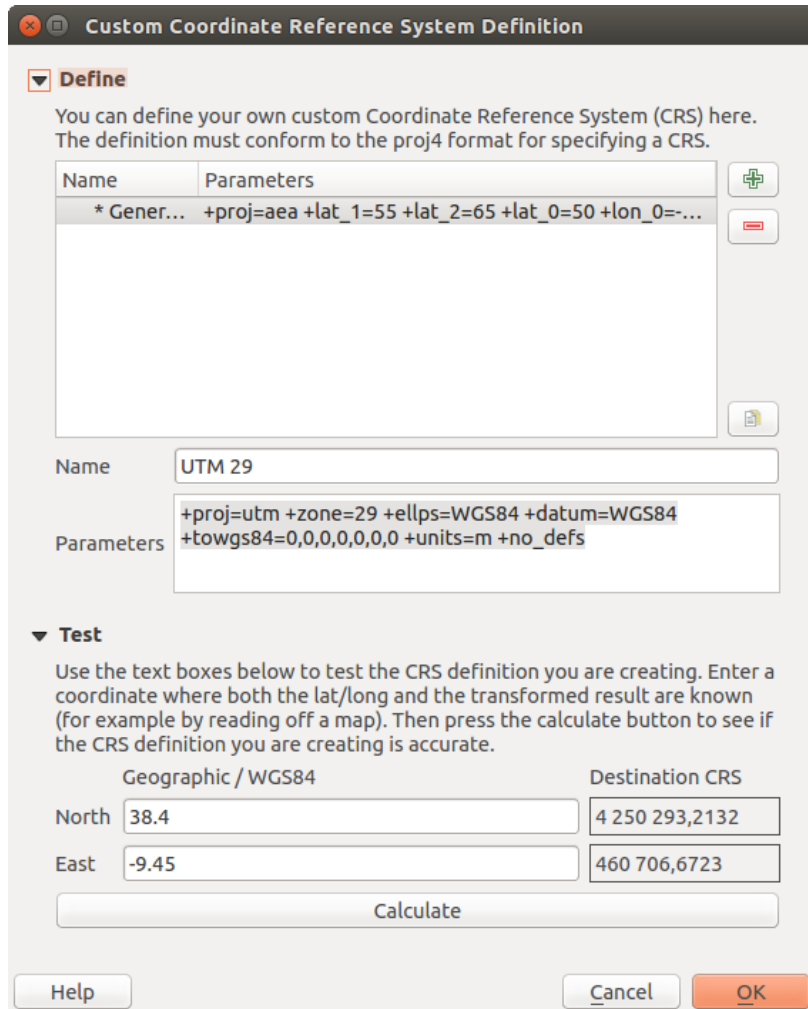 Custom Coordinate Reference System Definition
Define
You can define your own custom Coordinate Reference System (CRS) here.
The definition must conform to the proj4 format for specifying a CRS.
Name Parameters
* Gener... +proj=aea +lat_1=55 +lat_2=65 +lat_0=50 +lon_0=-...
Name UTM 29
Parameters
+proj=utm +zone=29 +ellps=WGS84 +datum=WGS84
+towgs84=0,0,0,0,0,0,0 +units=m +no_defs
Test
Use the text boxes below to test the CRS definition you are creating. Enter a
coordinate where both the lat/long and the transformed result are known
(for example by reading off a map). Then press the calculate button to see if
the CRS definition you are creating is accurate.
Geographic / WGS84 Destination CRS
North 38.4 4 250 293,2132
East -9.45 460 706,6723
Calculate
Help Cancel OK